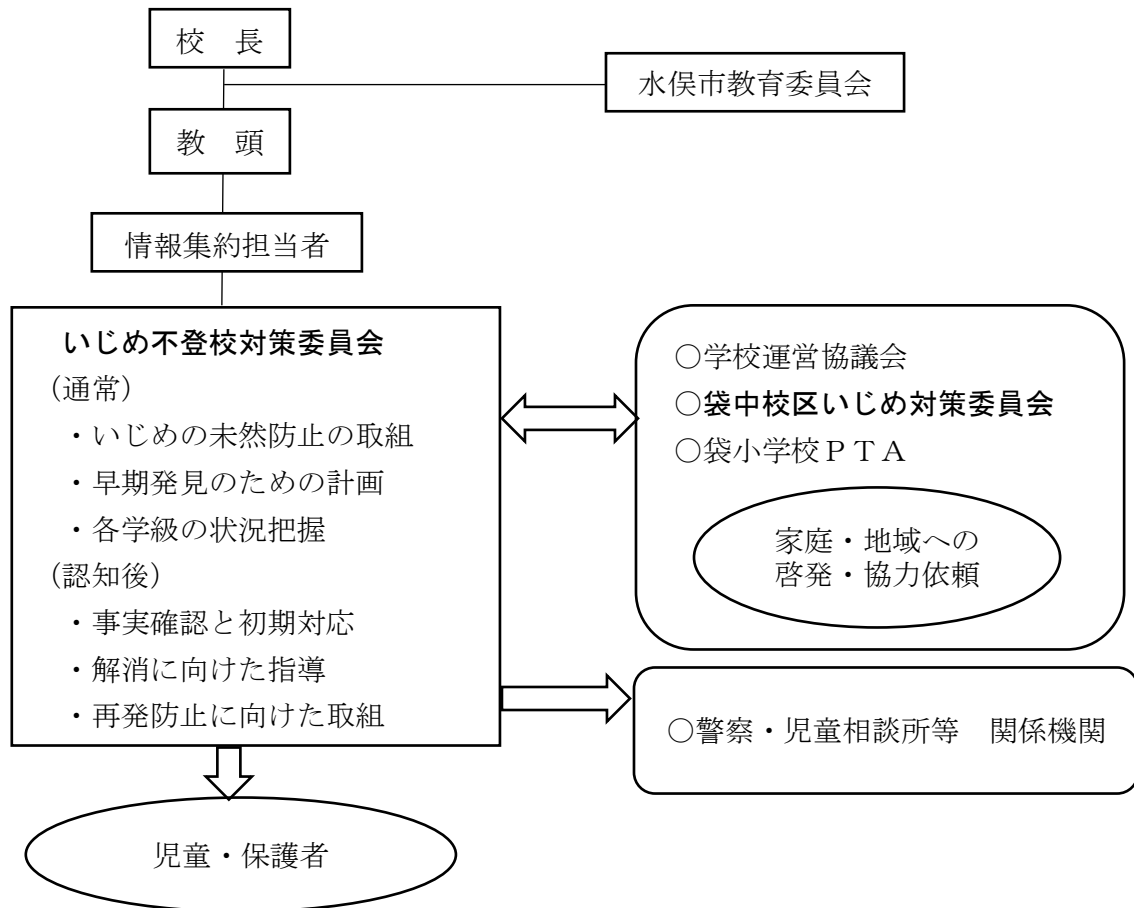 校　長
水俣市教育委員会
教　頭
情報集約担当者
いじめ不登校対策委員会
（通常）
・いじめの未然防止の取組
・早期発見のための計画
・各学級の状況把握
（認知後）
・事実確認と初期対応
・解消に向けた指導
・再発防止に向けた取組
○学校運営協議会
○袋中校区いじめ対策委員会
○袋小学校ＰＴＡ
家庭・地域への
啓発・協力依頼
○警察・児童相談所等　関係機関
児童・保護者